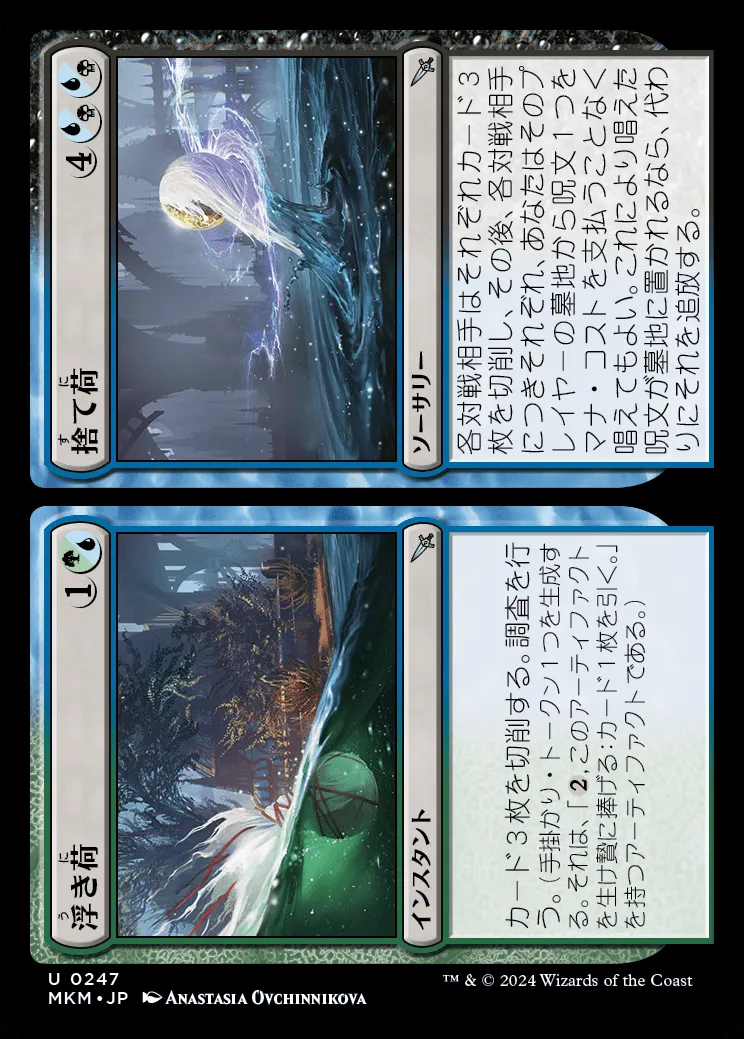 浮き荷
う に
1
インスタント
カード3枚を切削する。調査を行
う。（手掛かり・トークン1つを生成す
る。それは、「2, このアーティファクト
を生け贄に捧げる：カード1枚を引く。」
を持つアーティファクトである。）
捨て荷
す に
4
ソーサリー
各対戦相手はそれぞれカード3
枚を切削し、その後、各対戦相手
につきそれぞれ、あなたはそのプ
レイヤーの墓地から呪文1つを
マナ・コストを支払うことなく
唱えてもよい。これにより唱えた
呪文が墓地に置かれるなら、代わ
りにそれを追放する。
U 0247
MKM • JP Anastasia Ovchinnikova
™ & © 2024 Wizards of the Coast